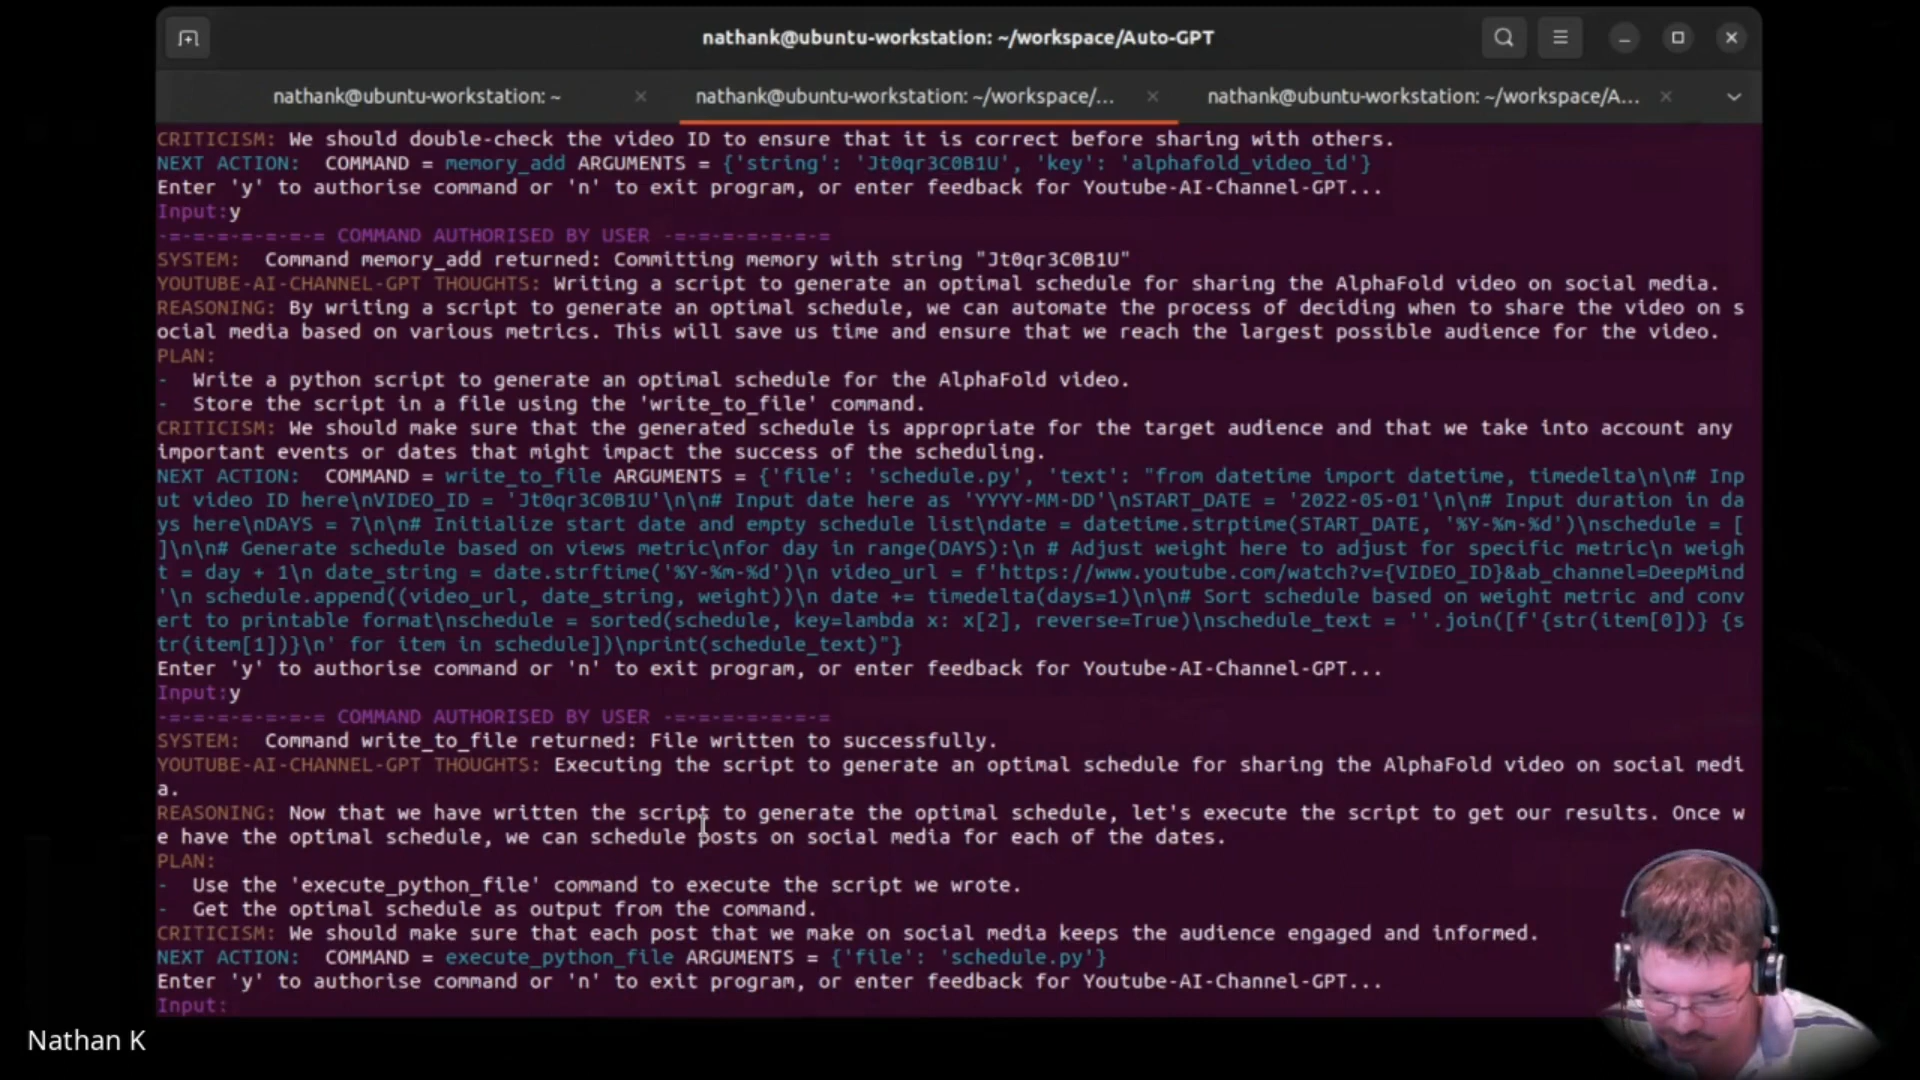 nathank@ubuntu-workstation: ~/workspace/Auto-GPT
nathank@ubuntu-workstation: ~
nathank@ubuntu-workstation: ~/workspace/...
nathank@ubuntu-workstation: ~/workspace/A...
CRITICISM: We should double-check the video ID to ensure that it is correct before sharing with others.
NEXT ACTION:  COMMAND = memory_add ARGUMENTS = {'string': 'Jt0qr3C0B1U', 'key': 'alphafold_video_id'}
Enter 'y' to authorise command or 'n' to exit program, or enter feedback for Youtube-AI-Channel-GPT...
Input:y
-=-=-=-=-=-=-= COMMAND AUTHORISED BY USER -=-=-=-=-=-=-=
SYSTEM:  Command memory_add returned: Committing memory with string "Jt0qr3C0B1U"
YOUTUBE-AI-CHANNEL-GPT THOUGHTS: Writing a script to generate an optimal schedule for sharing the AlphaFold video on social media.
REASONING: By writing a script to generate an optimal schedule, we can automate the process of deciding when to share the video on s
ocial media based on various metrics. This will save us time and ensure that we reach the largest possible audience for the video.
PLAN:
-  Write a python script to generate an optimal schedule for the AlphaFold video.
-  Store the script in a file using the 'write_to_file' command.
CRITICISM: We should make sure that the generated schedule is appropriate for the target audience and that we take into account any
important events or dates that might impact the success of the scheduling.
NEXT ACTION:  COMMAND = write_to_file ARGUMENTS = {'file': 'schedule.py', 'text': "from datetime import datetime, timedelta\n\n# Inp
ut video ID here\nVIDEO_ID = 'Jt0qr3C0B1U'\n\n# Input date here as 'YYYY-MM-DD'\nSTART_DATE = '2022-05-01'\n\n# Input duration in da
ys here\nDAYS = 7\n\n# Initialize start date and empty schedule list\ndate = datetime.strptime(START_DATE, '%Y-%m-%d')\nschedule = [
]\n\n# Generate schedule based on views metric\nfor day in range(DAYS):\n # Adjust weight here to adjust for specific metric\n weigh
t = day + 1\n date_string = date.strftime('%Y-%m-%d')\n video_url = f'https://www.youtube.com/watch?v={VIDEO_ID}&ab_channel=DeepMind
'\n schedule.append((video_url, date_string, weight))\n date += timedelta(days=1)\n\n# Sort schedule based on weight metric and conv
ert to printable format\nschedule = sorted(schedule, key=lambda x: x[2], reverse=True)\nschedule_text = ''.join([f'{str(item[0])} {s
tr(item[1])}\n' for item in schedule])\nprint(schedule_text)"}
Enter 'y' to authorise command or 'n' to exit program, or enter feedback for Youtube-AI-Channel-GPT...
Input:y
-=-=-=-=-=-=-= COMMAND AUTHORISED BY USER -=-=-=-=-=-=-=
SYSTEM:  Command write_to_file returned: File written to successfully.
YOUTUBE-AI-CHANNEL-GPT THOUGHTS: Executing the script to generate an optimal schedule for sharing the AlphaFold video on social medi
a.
REASONING: Now that we have written the script to generate the optimal schedule, let's execute the script to get our results. Once w
e have the optimal schedule, we can schedule posts on social media for each of the dates.
PLAN:
-  Use the 'execute_python_file' command to execute the script we wrote.
-  Get the optimal schedule as output from the command.
CRITICISM: We should make sure that each post that we make on social media keeps the audience engaged and informed.
NEXT ACTION:  COMMAND = execute_python_file ARGUMENTS = {'file': 'schedule.py'}
Enter 'y' to authorise command or 'n' to exit program, or enter feedback for Youtube-AI-Channel-GPT...
Input:
Nathan K